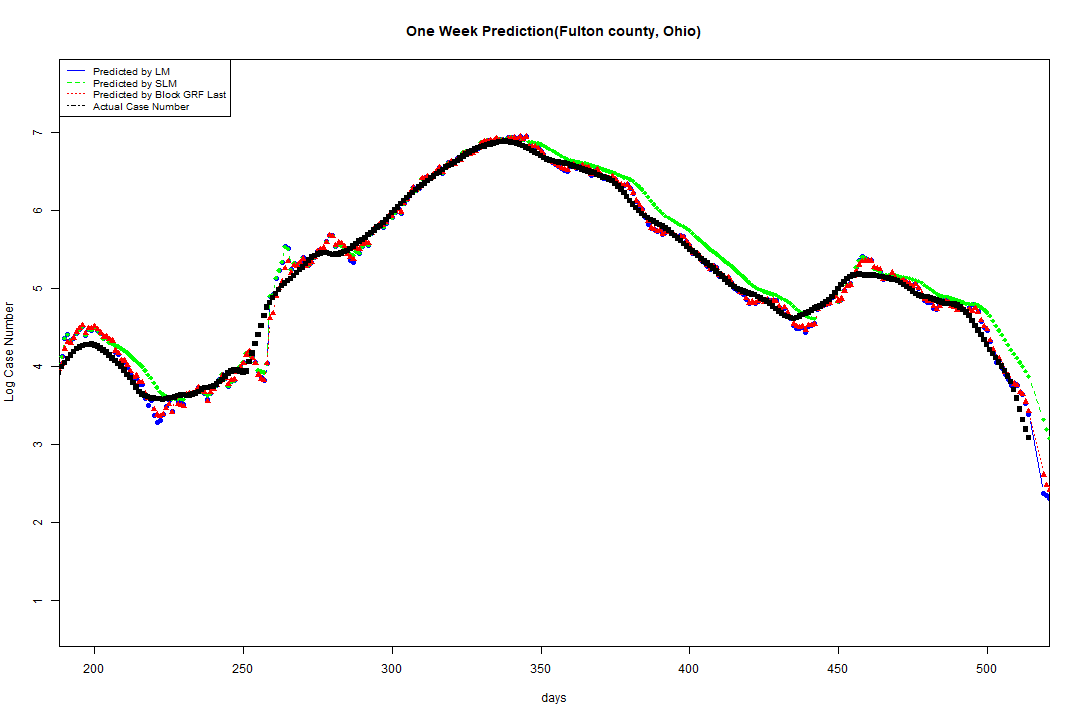 One Week Prediction(Fulton county, Ohio)
Predicted by LM
Predicted by SLM
Predicted by Block GRF Last
Actual Case Number
7
6
5
4
3
2
1
Log Case Number
200 250 300 350 400 450 500
days